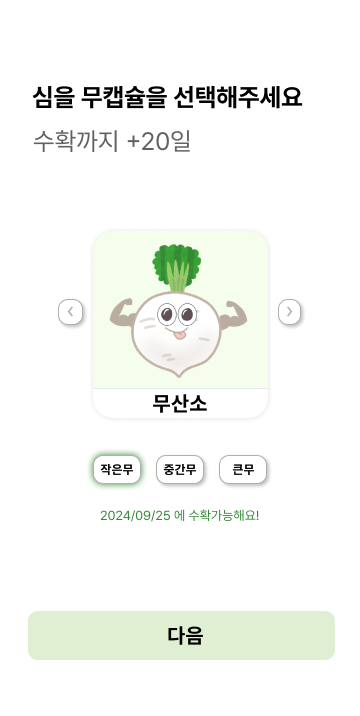 심을 무캡슐을 선택해주세요
수확까지 +20일
무산소
작은무 중간무 큰무
2024/09/25 에 수확가능해요!
다음